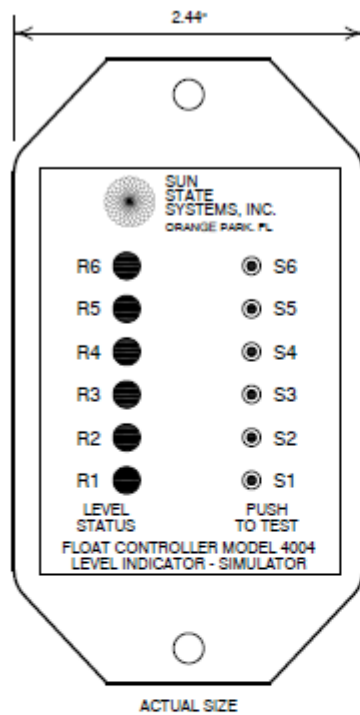 2.44"
SUN
STATE
SYSTEMS, INC.
ORANGE PARK. FL
R6 S6
R5 S5
R4 S4
R3 S3
R2 S2
R1 S1
LEVEL STATUS
PUSH TO TEST
FLOAT CONTROLLER MODEL 4004
LEVEL INDICATOR - SIMULATOR
ACTUAL SIZE